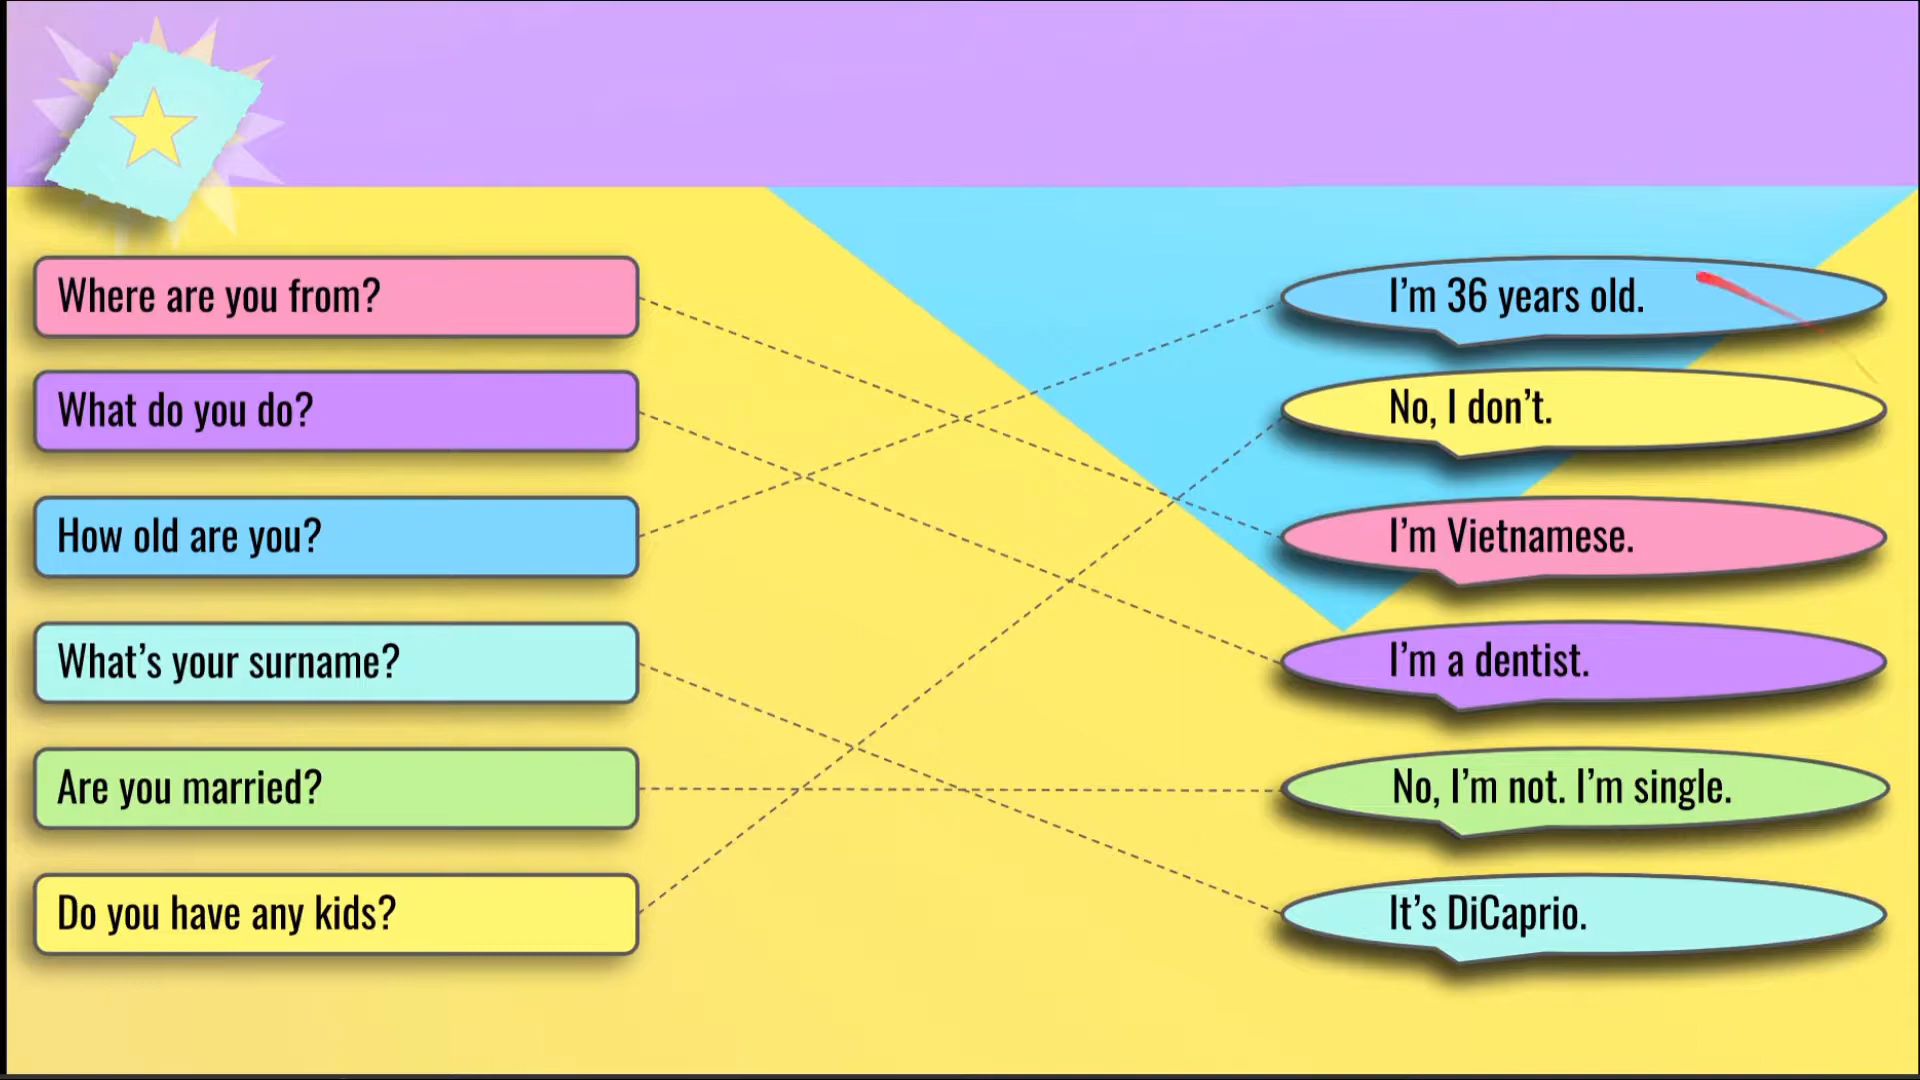 Where are you from?
What do you do?
How old are you?
What's your surname?
Are you married?
Do you have any kids?
I'm 36 years old.
No, I don't.
I'm Vietnamese.
I'm a dentist.
No, I'm not. I'm single.
It's DiCaprio.